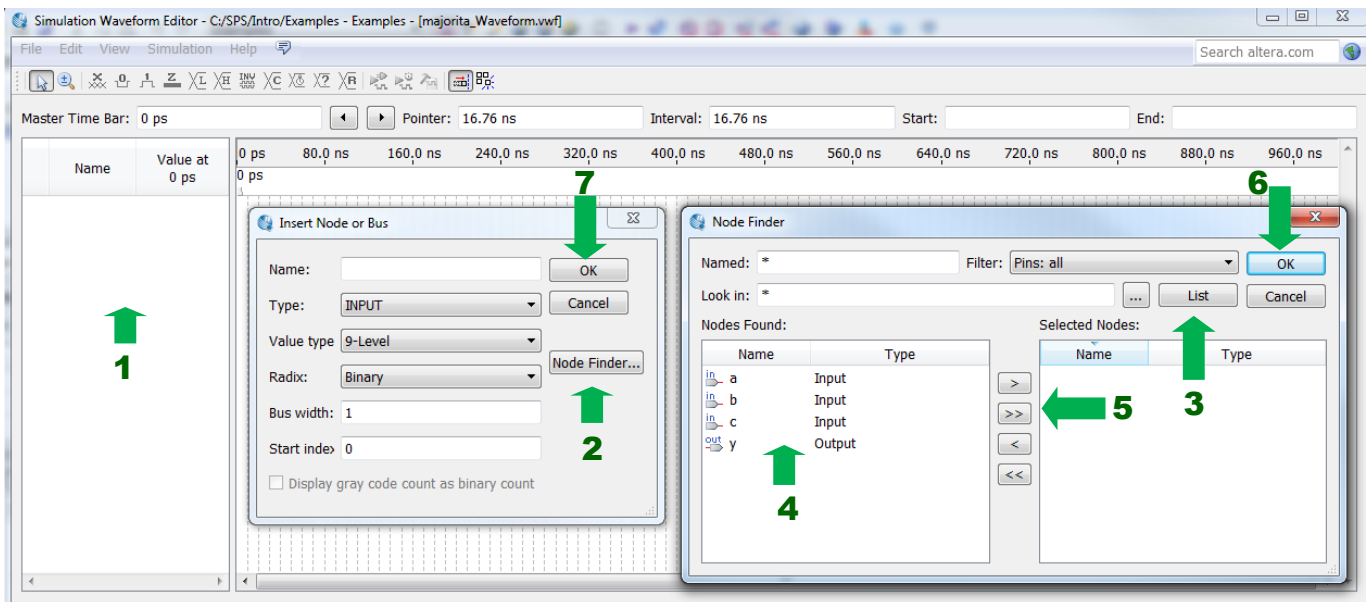 Simulation Waveform Editor - C:/SPS/Intro/Examples - Examples - [majorita_Waveform.vwf]
File Edit View Simulation Help
Search altera.com
Master Time Bar: 0 ps Pointer: 16.76 ns Interval: 16.76 ns Start: End:
Name Value at 0 ps
0 ps 80.0 ns 160.0 ns 240.0 ns 320.0 ns 400.0 ns 480.0 ns 560.0 ns 640.0 ns 720.0 ns 800.0 ns 880.0 ns 960.0 ns
0 ps
1
7
Insert Node or Bus
Name: OK
Type: INPUT Cancel
Value type 9-Level
Node Finder...
Radix: Binary
Bus width: 1
Start index 0
2
Display gray code count as binary count
6
Node Finder
Named: * Filter: Pins: all OK
Look in: * ... List Cancel
Nodes Found: Selected Nodes:
Name Type Name Type
in a Input >
in b Input >> 5 3
in c Input
out y Output <
<<
4